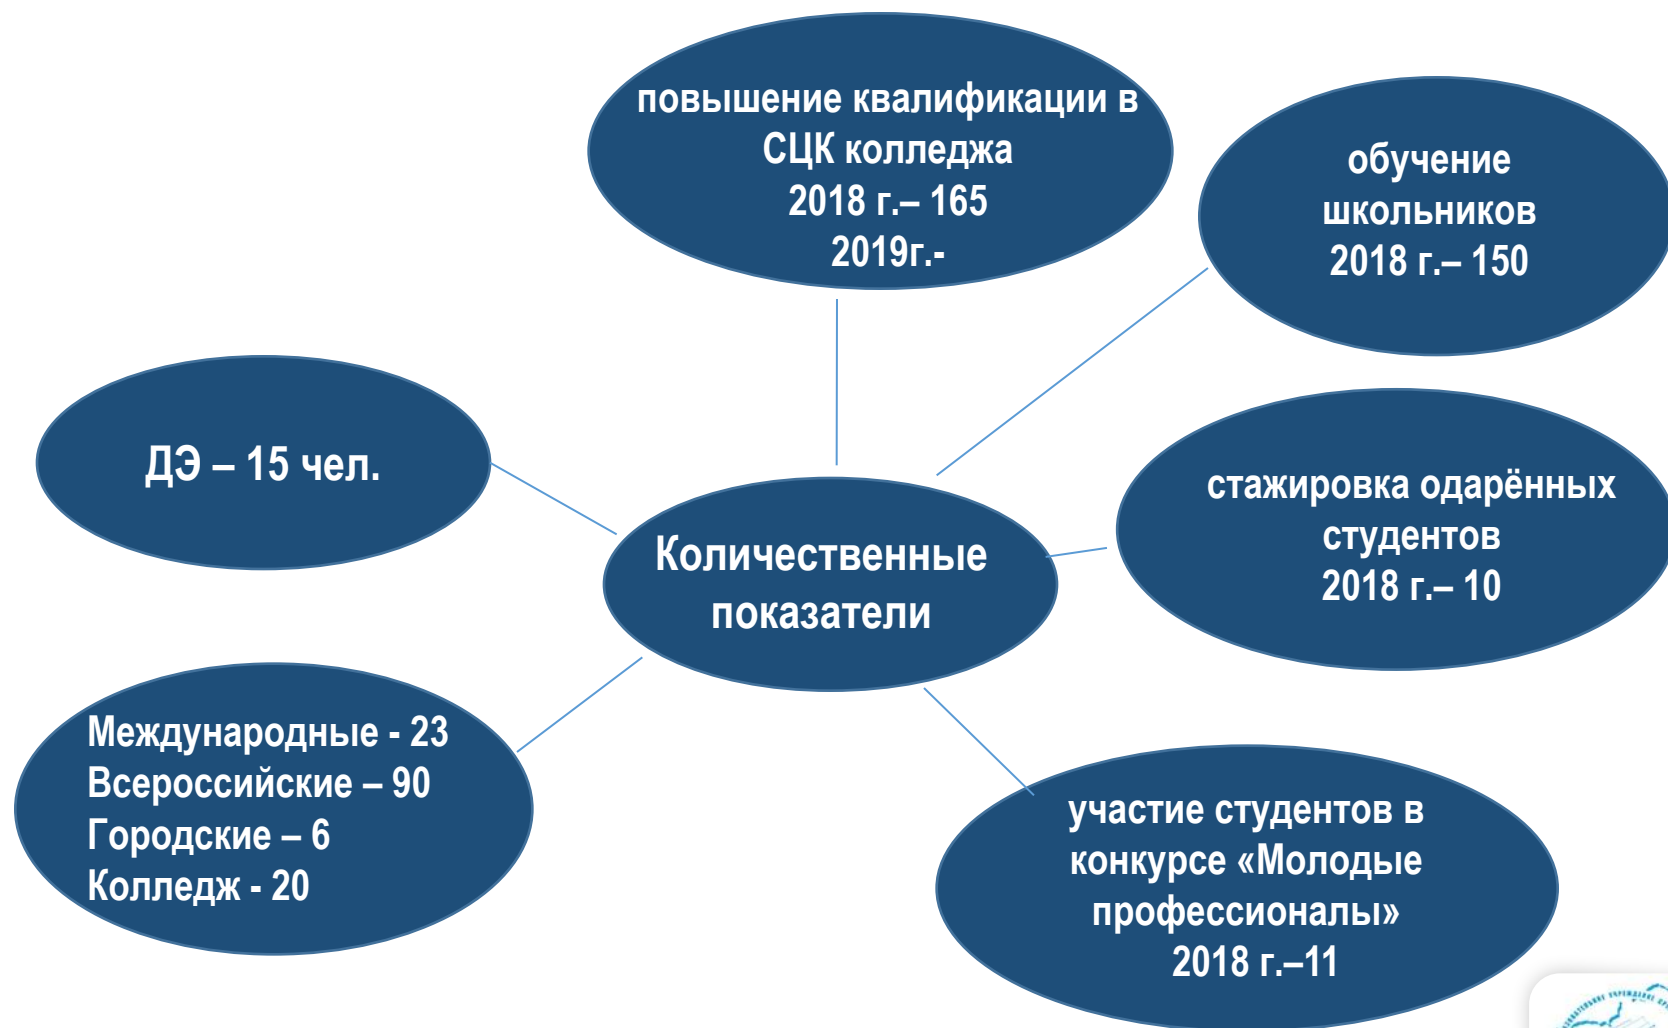 повышение квалификации в
СЦК колледжа
2018 г.– 165
2019г.-
обучение
школьников
2018 г.– 150
ДЭ – 15 чел.
стажировка одарённых
студентов
2018 г.– 10
Количественные
показатели
Международные - 23
Всероссийские – 90
Городские – 6
Колледж - 20
участие студентов в
конкурсе «Молодые
профессионалы»
2018 г.–11